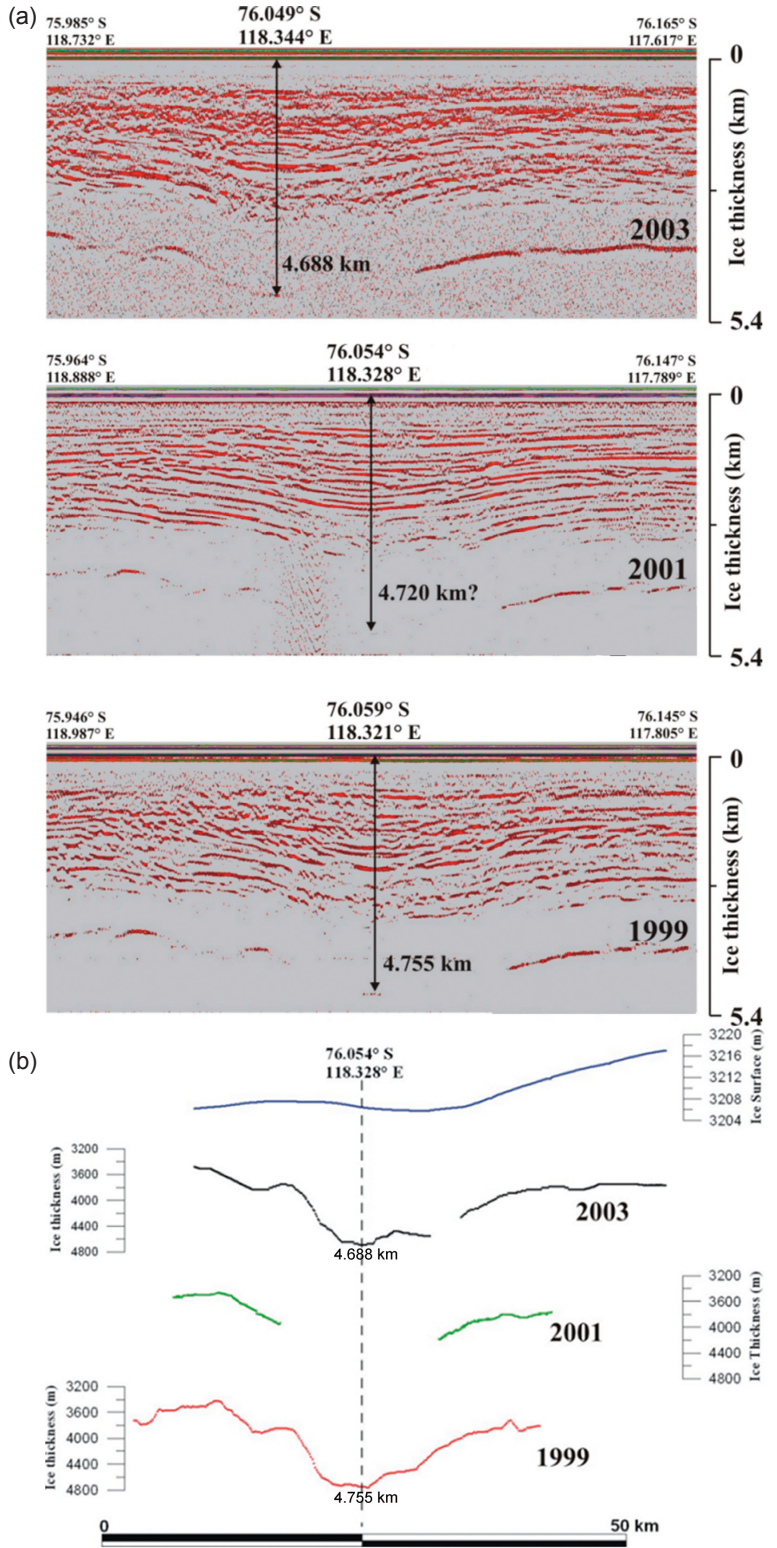 (a)
75.985° S
118.732° E
76.049° S
118.344° E
76.165° S
117.617° E
0
Ice thickness (km)
2003
4.688 km
5.4
75.964° S
118.888° E
76.054° S
118.328° E
76.147° S
117.789° E
0
Ice thickness (km)
2001
4.720 km?
5.4
75.946° S
118.987° E
76.059° S
118.321° E
76.145° S
117.805° E
0
Ice thickness (km)
1999
4.755 km
5.4
(b)
76.054° S
118.328° E
3220
3216
3212
3208
3204
Ice Surface (m)
3200
3600
4000
4400
4800
Ice thickness (m)
2003
4.688 km
3200
3600
4000
4400
4800
Ice Thickness (m)
2001
3200
3600
4000
4400
4800
Ice thickness (m)
1999
4.755 km
0
50 km